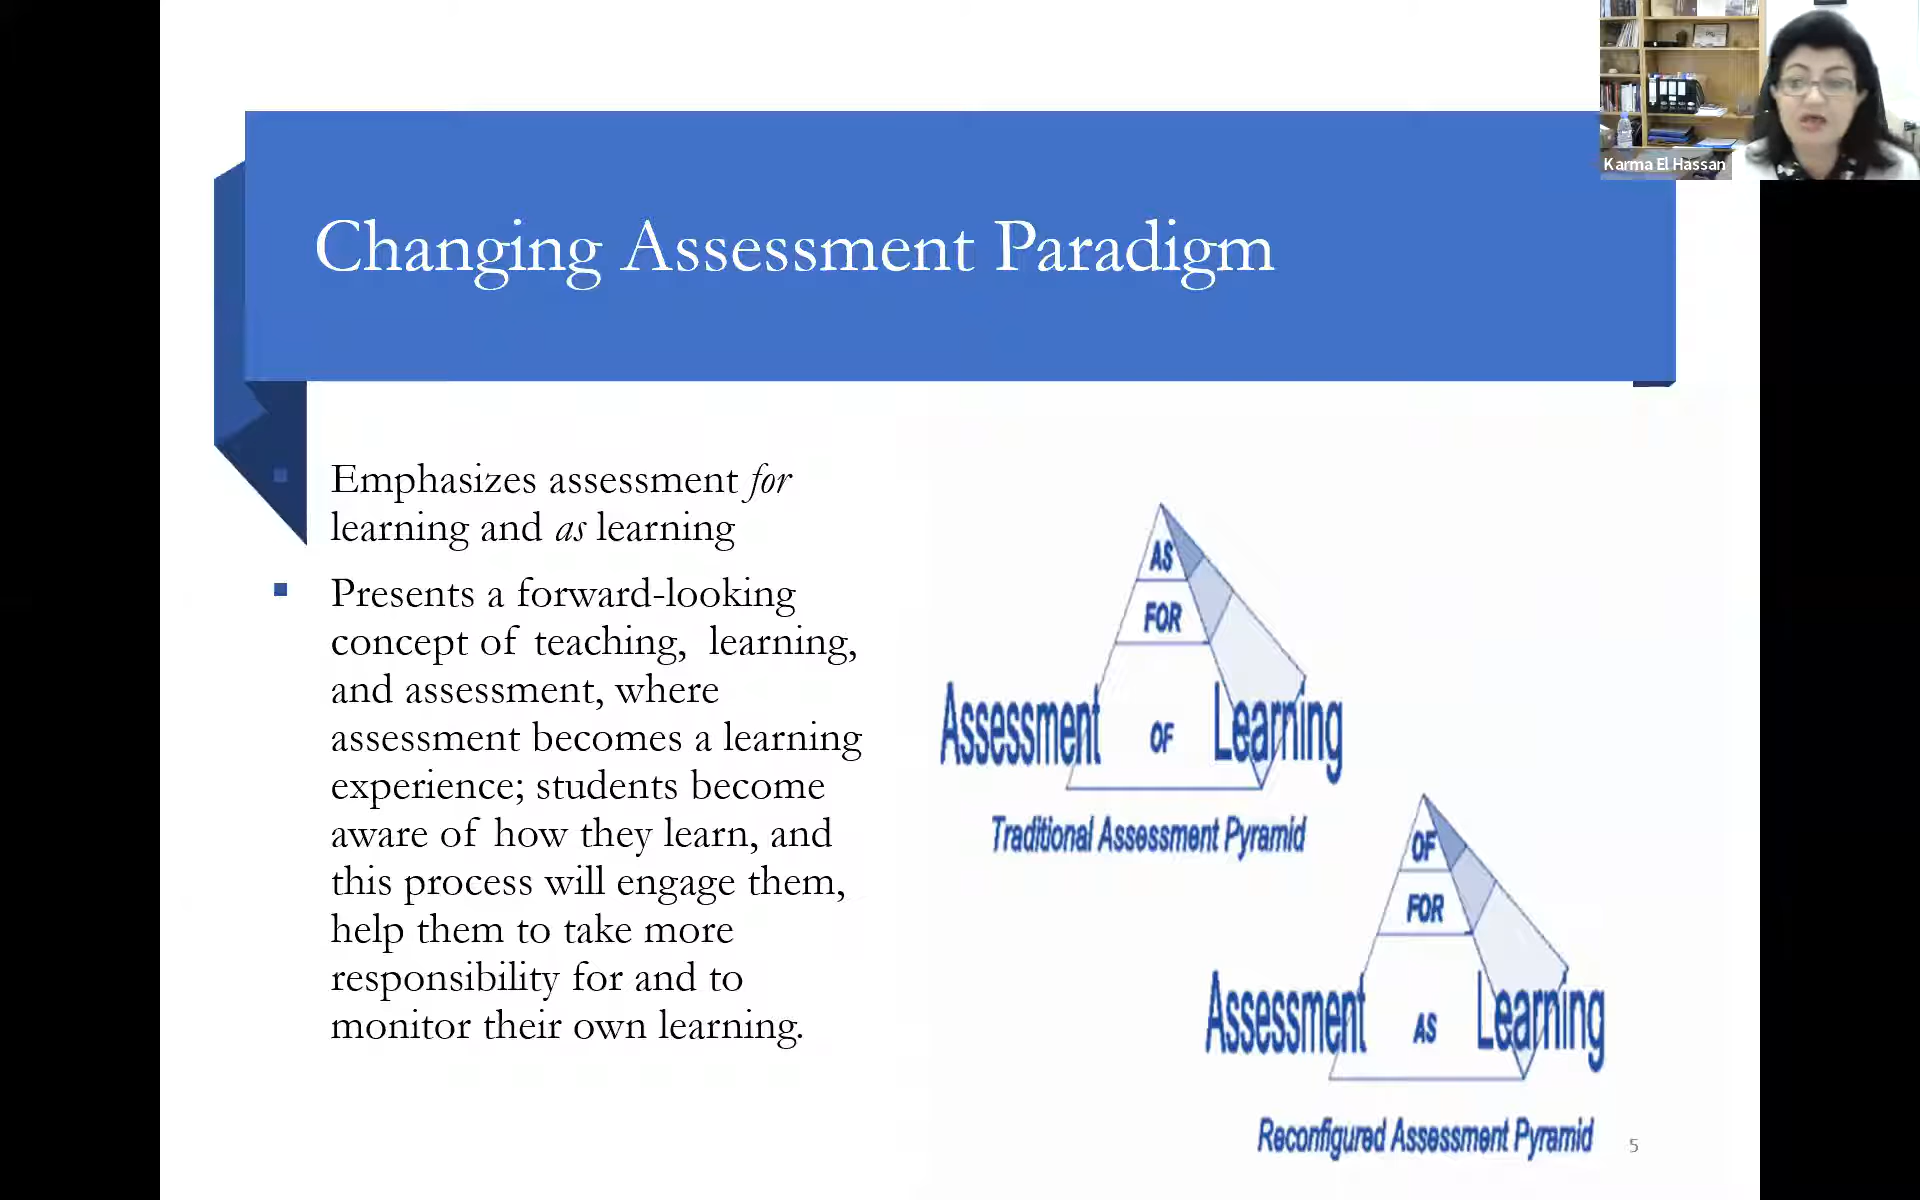 Karma El Hassan
Changing Assessment Paradigm
Emphasizes assessment for
learning and as learning
Presents a forward-looking
concept of teaching, learning,
and assessment, where
assessment becomes a learning
experience; students become
aware of how they learn, and
this process will engage them,
help them to take more
responsibility for and to
monitor their own learning.
AS
FOR
Assessment OF Learning
Traditional Assessment Pyramid
OF
FOR
Assessment AS Learning
Reconfigured Assessment Pyramid
5